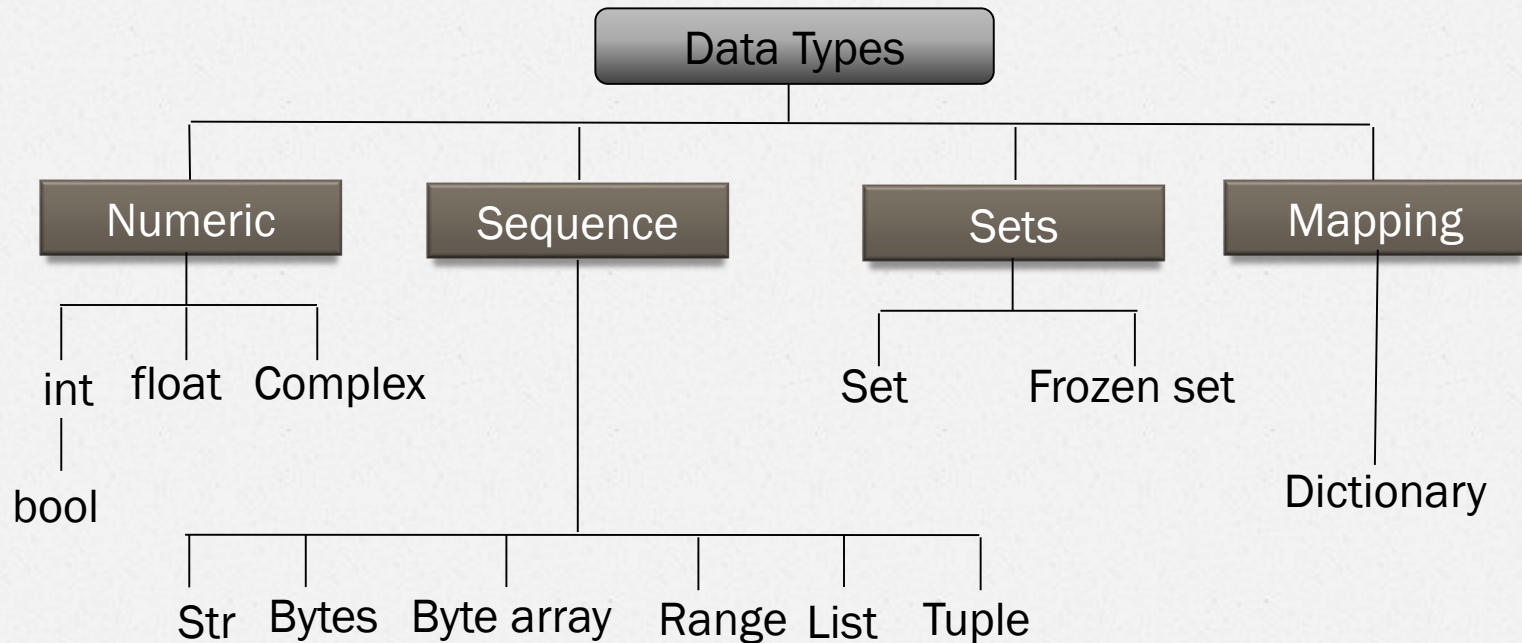 Data Types
Numeric
Sequence
Sets
Mapping
int
float
Complex
Set
Frozen set
bool
Dictionary
Str
Bytes
Byte array
Range
List
Tuple